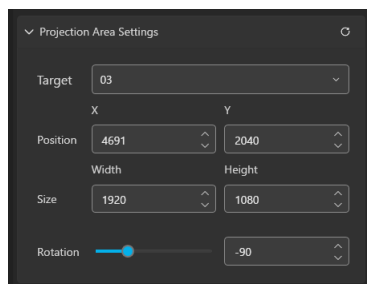 Projection Area Settings
Target 03
X Y
Position 4691 2040
Width Height
Size 1920 1080
Rotation -90